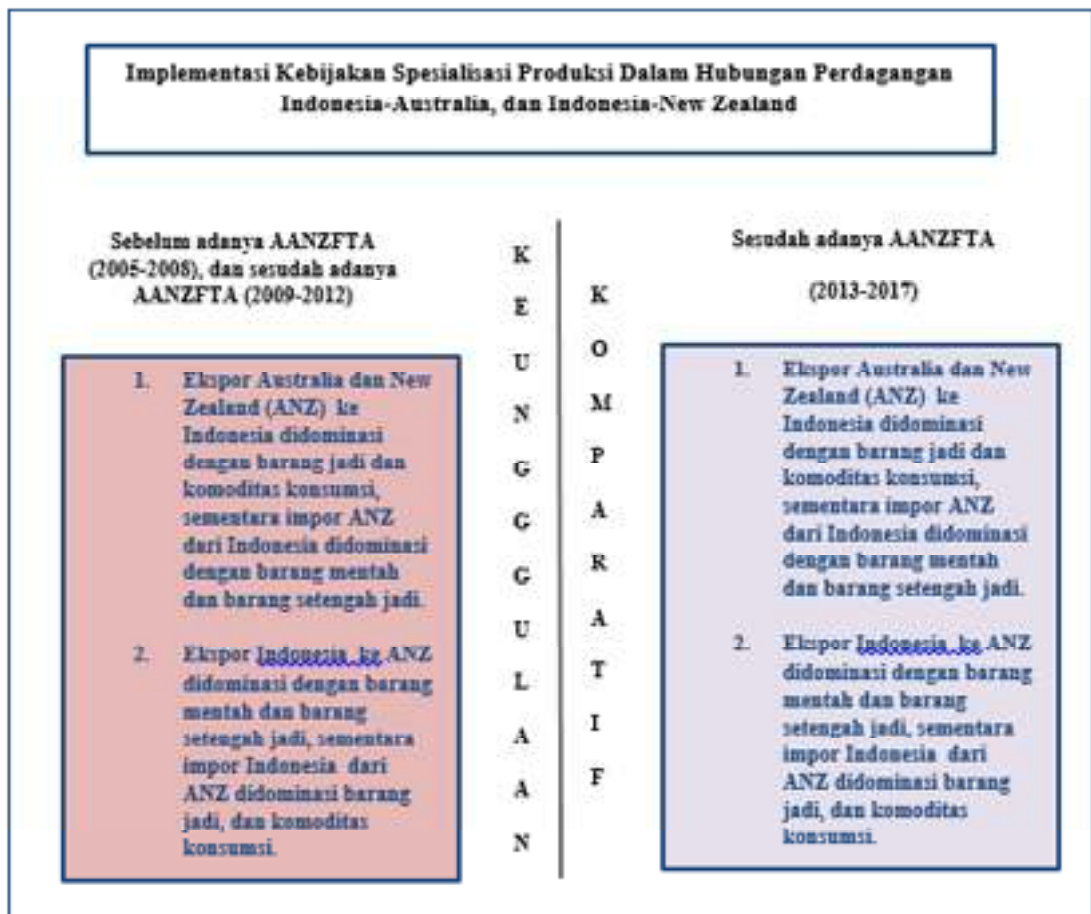 Implementasi Kebijakan Spesialisasi Produksi Dalam Hubungan Perdagangan
Indonesia-Australia, dan Indonesia-New Zealand
Sebelum adanya AANZFTA
(2005-2008), dan sesudah adanya
AANZFTA (2009-2012)
1. Ekspor Australia dan New
Zealand (ANZ) ke
Indonesia didominasi
dengan barang jadi dan
komoditas konsumsi,
sementara impor ANZ
dari Indonesia didominasi
dengan barang mentah
dan barang setengah jadi.
2. Ekspor Indonesia ke ANZ
didominasi dengan barang
mentah dan barang
setengah jadi, sementara
impor Indonesia dari
ANZ didominasi barang
jadi, dan komoditas
konsumsi.
K
E
U
N
G
G
G
U
L
A
A
N
K
O
M
P
A
R
A
T
I
F
Sesudah adanya AANZFTA
(2013-2017)
1. Ekspor Australia dan New
Zealand (ANZ) ke
Indonesia didominasi
dengan barang jadi dan
komoditas konsumsi,
sementara impor ANZ
dari Indonesia didominasi
dengan barang mentah
dan barang setengah jadi.
2. Ekspor Indonesia ke ANZ
didominasi dengan barang
mentah dan barang
setengah jadi, sementara
impor Indonesia dari
ANZ didominasi barang
jadi, dan komoditas
konsumsi.